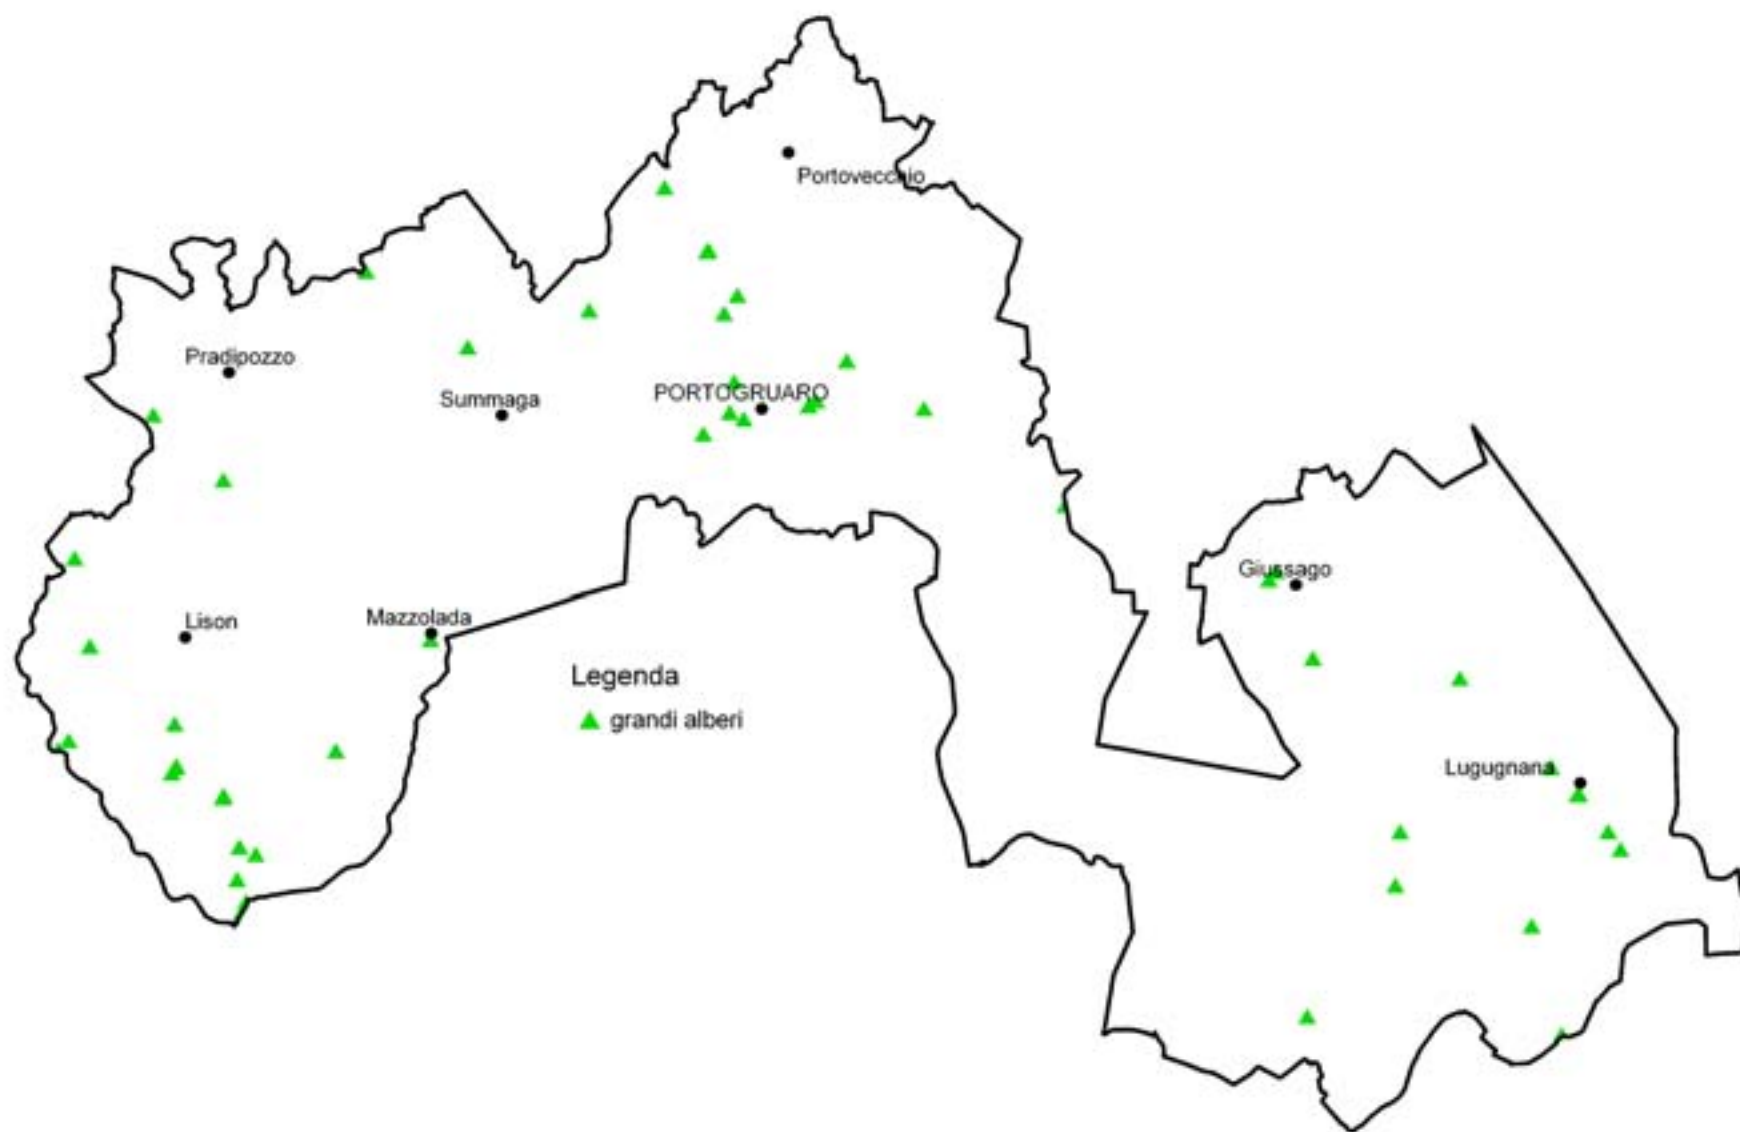 Portovecchio
Pradipozzo
Summaga
PORTOGRUARO
Giussago
Lison
Mazzolada
Legenda
grandi alberi
Lugugnana